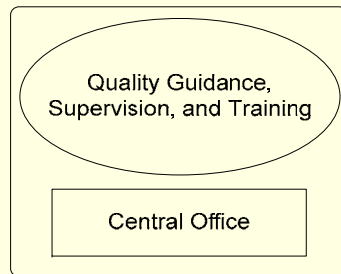 Quality Guidance,
Supervision, and Training
Central Office